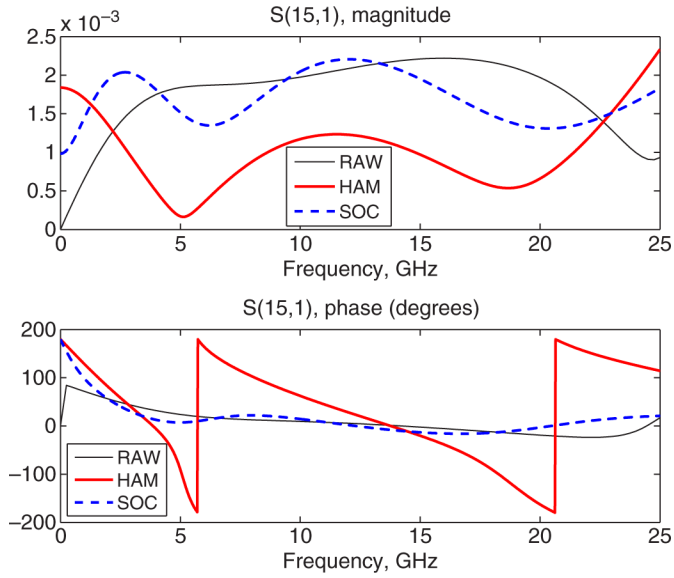 S(15,1), magnitude
x 10−3
2.5
2
1.5
1
0.5
0
RAW
HAM
SOC
0 5 10 15 20 25
Frequency, GHz
S(15,1), phase (degrees)
200
100
0
−100
−200
RAW
HAM
SOC
0 5 10 15 20 25
Frequency, GHz